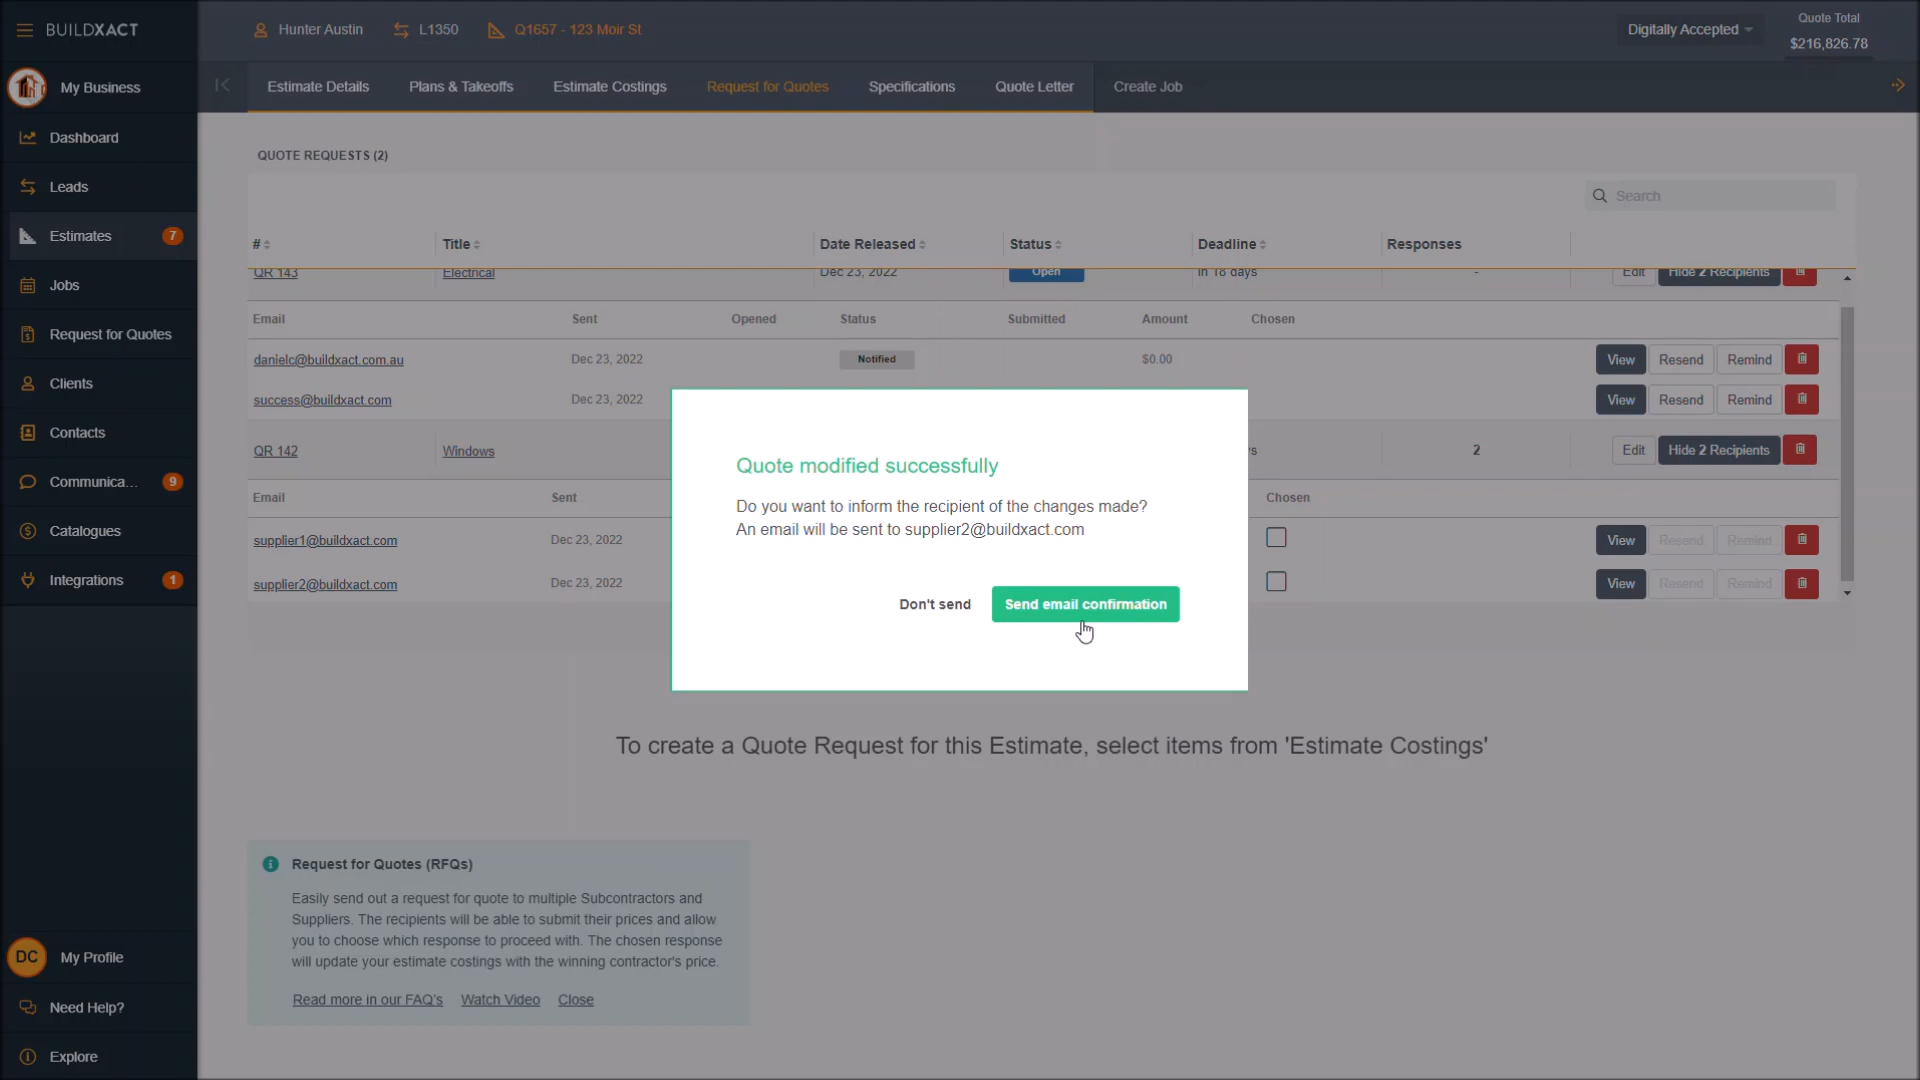 BUILDXACT
Hunter Austin
L1350
Q1657 - 123 Moir St
Digitally Accepted
Quote Total
$216,826.78
My Business
Estimate Details
Plans & Takeoffs
Estimate Costings
Request for Quotes
Specifications
Quote Letter
Create Job
Dashboard
Leads
Estimates 7
Jobs
Request for Quotes
Clients
Contacts
Communica... 9
Catalogues
Integrations 1
DC My Profile
Need Help?
Explore
QUOTE REQUESTS (2)
Search
# Title Date Released Status Deadline Responses
QR 143 Electrical Dec 23, 2022 Open In 18 days - Edit Hide 2 Recipients
Email Sent Opened Status Submitted Amount Chosen
danielc@buildxact.com.au Dec 23, 2022 Notified $0.00 View Resend Remind
success@buildxact.com Dec 23, 2022 View Resend Remind
QR 142 Windows 2 Edit Hide 2 Recipients
Email Sent Chosen
supplier1@buildxact.com Dec 23, 2022 View Resend Remind
supplier2@buildxact.com Dec 23, 2022 View Resend Remind
Quote modified successfully
Do you want to inform the recipient of the changes made?
An email will be sent to supplier2@buildxact.com
Don't send
Send email confirmation
To create a Quote Request for this Estimate, select items from 'Estimate Costings'
Request for Quotes (RFQs)
Easily send out a request for quote to multiple Subcontractors and
Suppliers. The recipients will be able to submit their prices and allow
you to choose which response to proceed with. The chosen response
will update your estimate costings with the winning contractor's price.
Read more in our FAQ's Watch Video Close